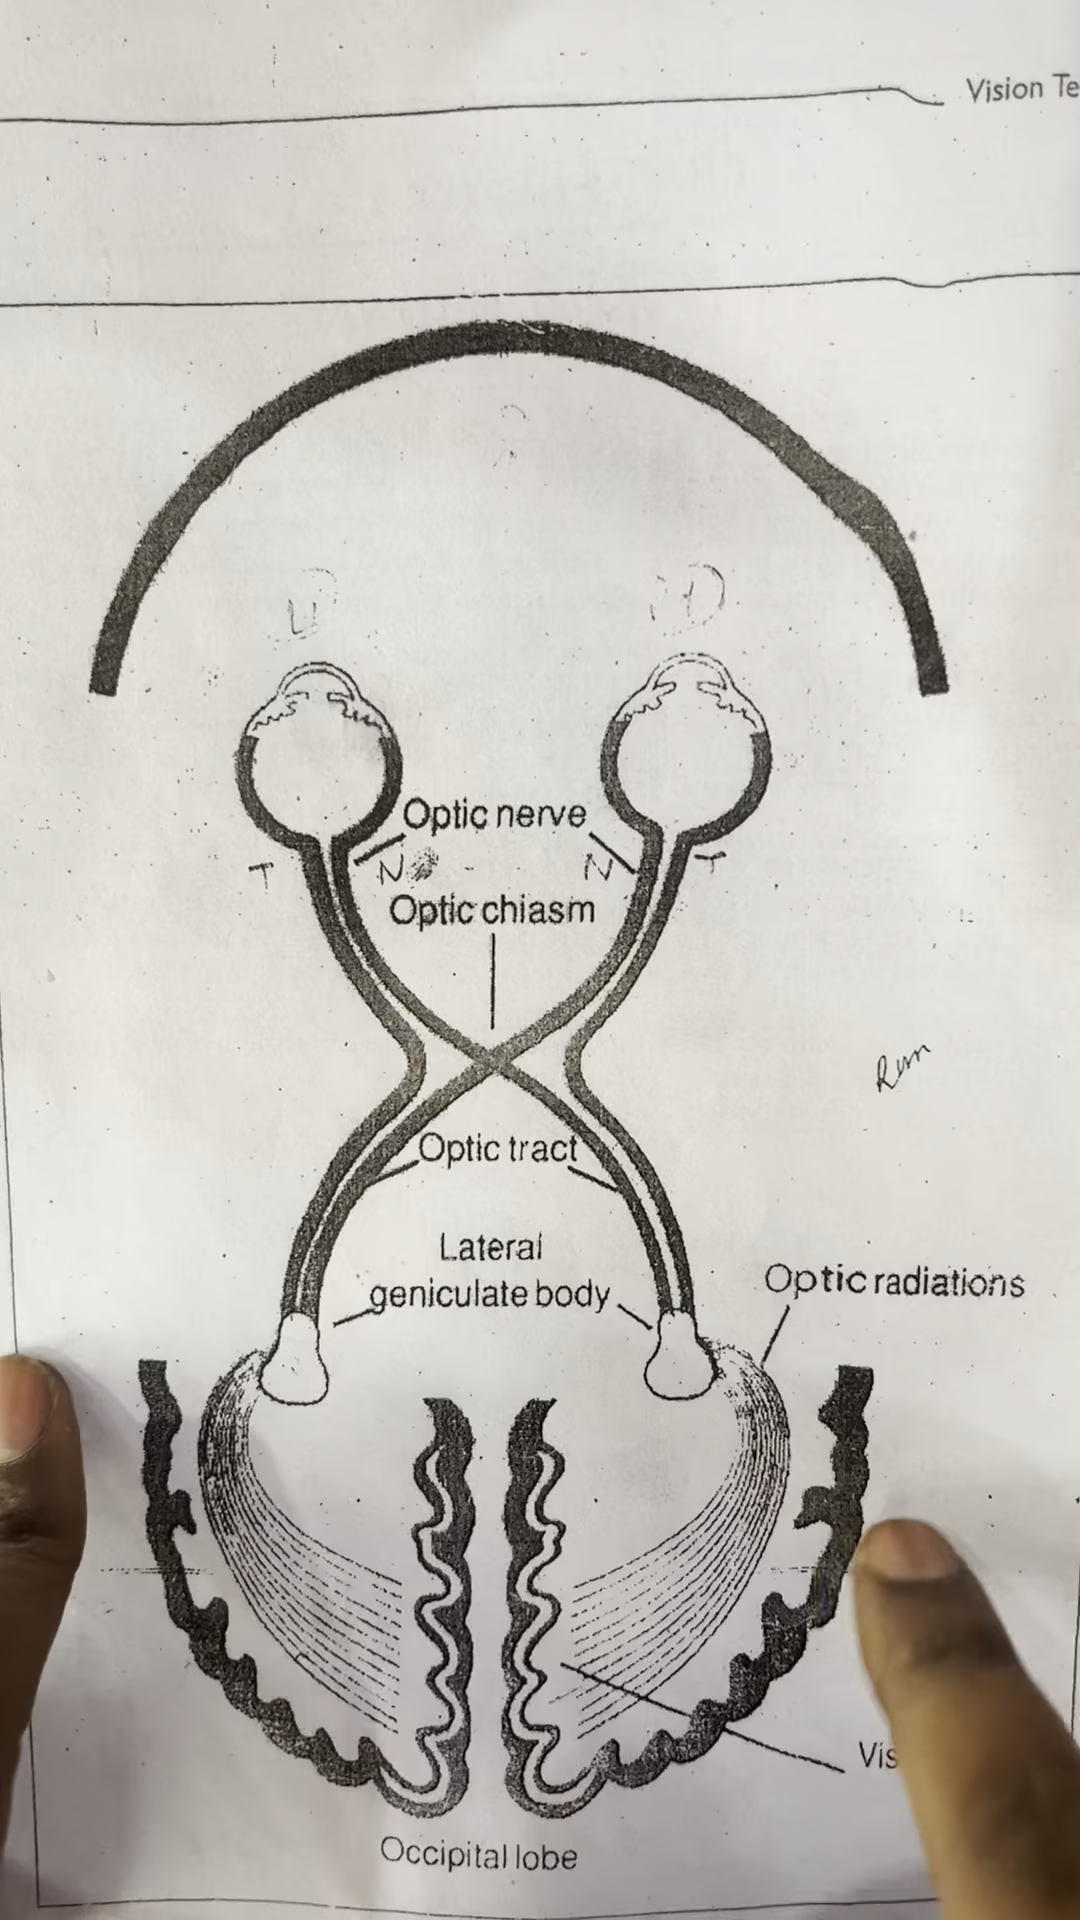 Vision Te
Optic nerve
T N N T
Optic chiasm
Optic tract
Lateral
geniculate body
Optic radiations
Vis
Occipital lobe